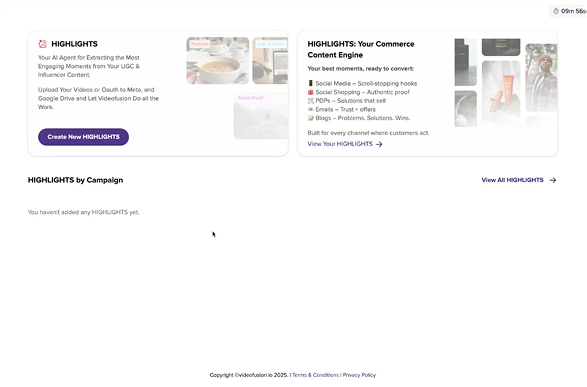 09m 56s
HIGHLIGHTS
Your AI Agent for Extracting the Most
Engaging Moments from Your UGC &
Influencer Content.
Upload Your Videos or Oauth to Meta, and
Google Drive and Let Videofusion Do all the
Work.
Create New HIGHLIGHTS
HIGHLIGHTS: Your Commerce
Content Engine
Your best moments, ready to convert:
Social Media – Scroll-stopping hooks
Social Shopping – Authentic proof
PDPs – Solutions that sell
Emails – Trust + offers
Blogs – Problems. Solutions. Wins.
Built for every channel where customers act.
View Your HIGHLIGHTS
HIGHLIGHTS by Campaign
View All HIGHLIGHTS
You haven't added any HIGHLIGHTS yet.
Copyright ©videofusion.io 2025. | Terms & Conditions | Privacy Policy